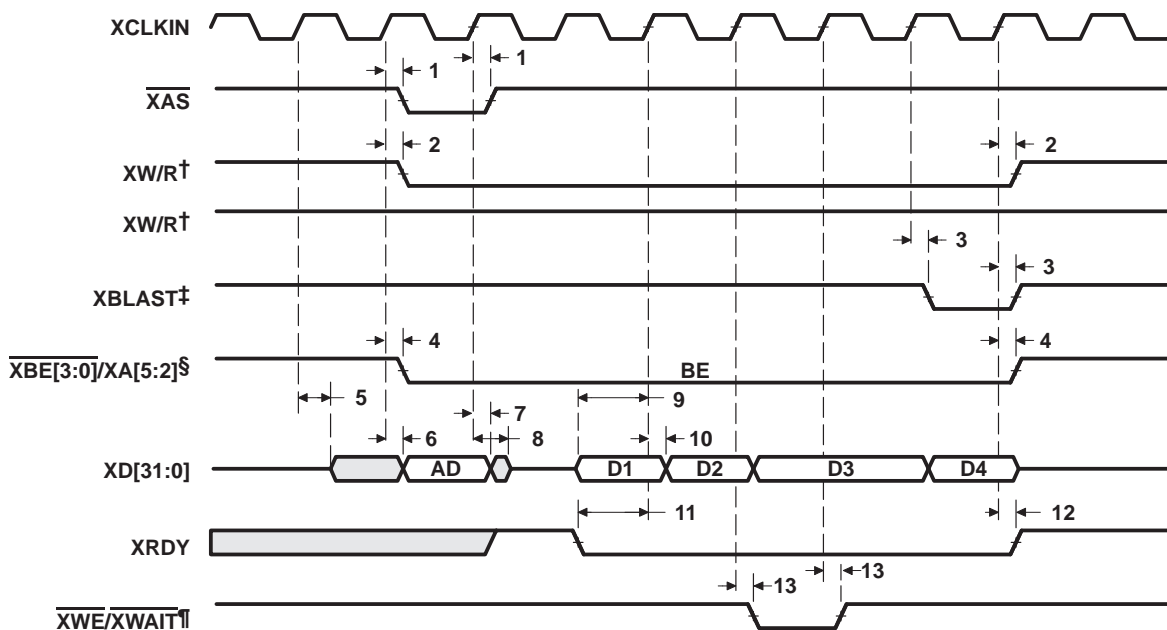 XCLKIN
1
1
XAS
2
2
XW/R†
XW/R†
3
3
XBLAST‡
4
4
XBE[3:0]/XA[5:2]§
BE
5
9
7
6
8
10
XD[31:0]
AD
D1
D2
D3
D4
11
12
XRDY
13
13
XWE/XWAIT¶